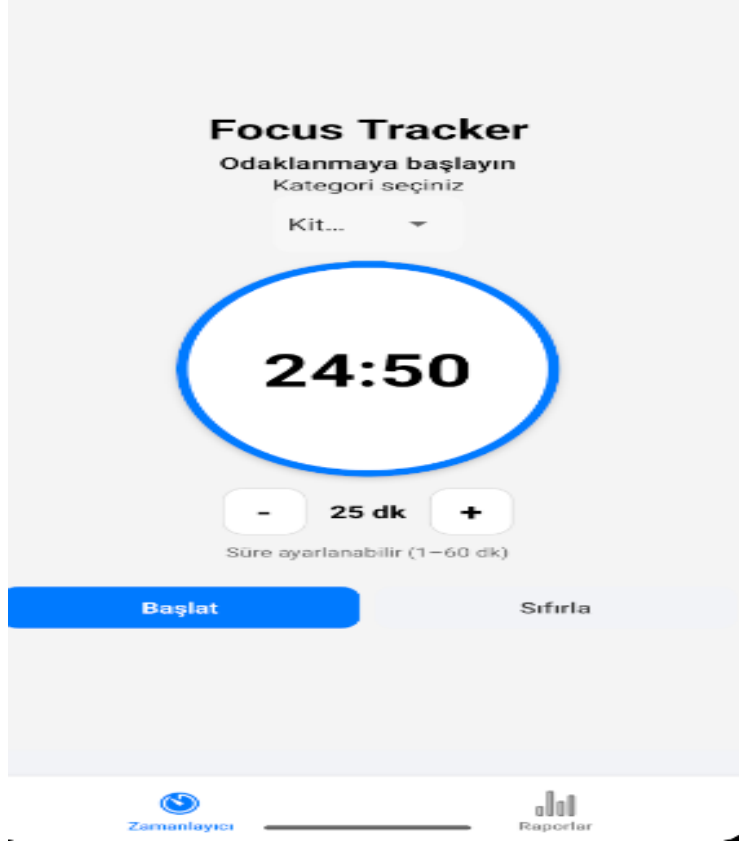 Focus Tracker
Odaklanmaya başlayın
Kategori seçiniz
Kit...
24:50
- 25 dk +
Süre ayarlanabilir (1–60 dk)
Başlat Sıfırla
Zamanlayıcı Raporlar